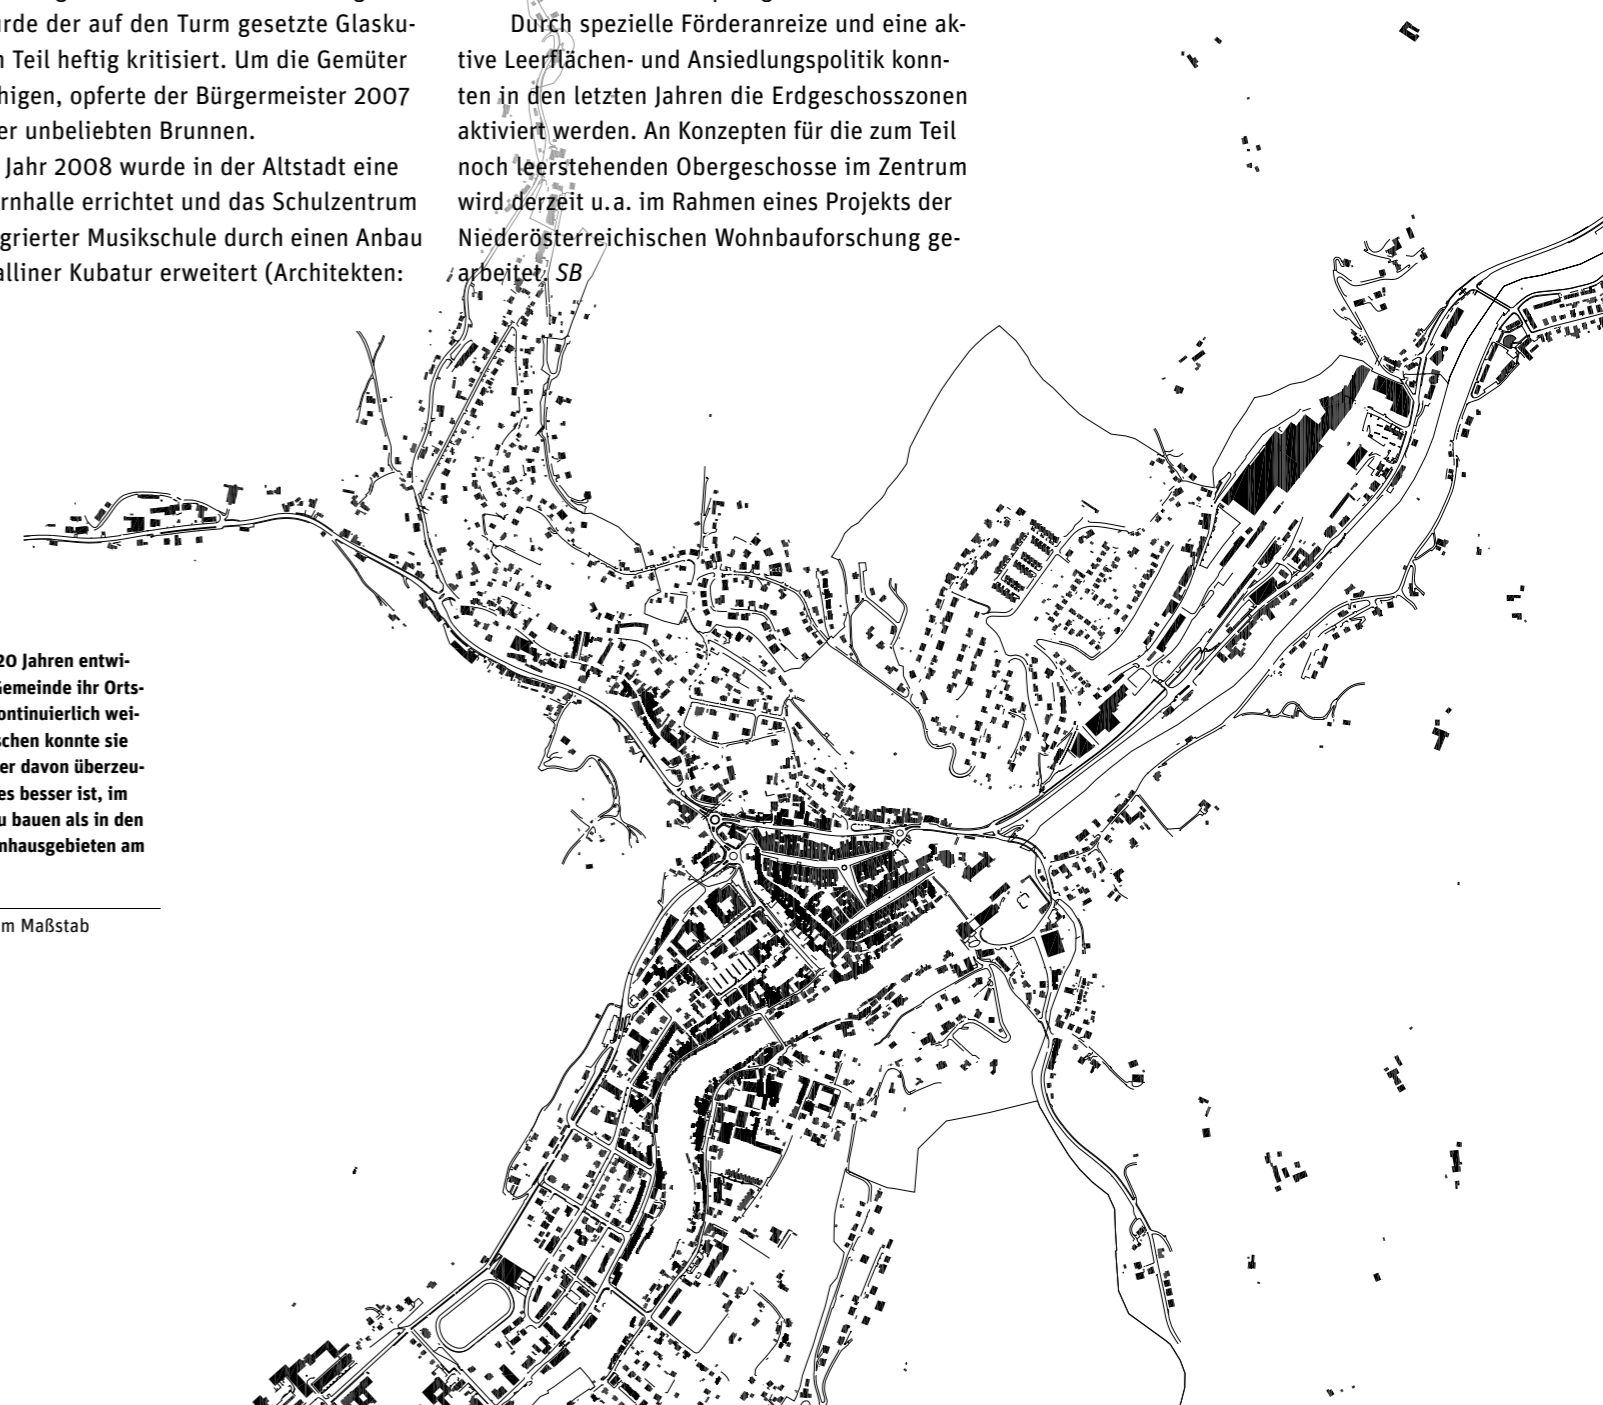 rde der auf den Turm gesetzte Glasku-
Teil heftig kritisiert. Um die Gemüter
higen, opferte der Bürgermeister 2007
er unbeliebten Brunnen.
Jahr 2008 wurde in der Altstadt eine
rnhalle errichtet und das Schulzentrum
grierter Musikschule durch einen Anbau
alliner Kubatur erweitert (Architekten:
Durch spezielle Förderanreize und eine ak-
tive Leerflächen- und Ansiedlungspolitik konn-
ten in den letzten Jahren die Erdgeschosszonen
aktiviert werden. An Konzepten für die zum Teil
noch leerstehenden Obergeschosse im Zentrum
wird derzeit u. a. im Rahmen eines Projekts der
Niederösterreichischen Wohnbauforschung ge-
arbeitet. SB
20 Jahren entwi-
Gemeinde ihr Orts-
ontinuierlich wei-
schen konnte sie
er davon überzeu-
es besser ist, im
u bauen als in den
nhausgebieten am
m Maßstab